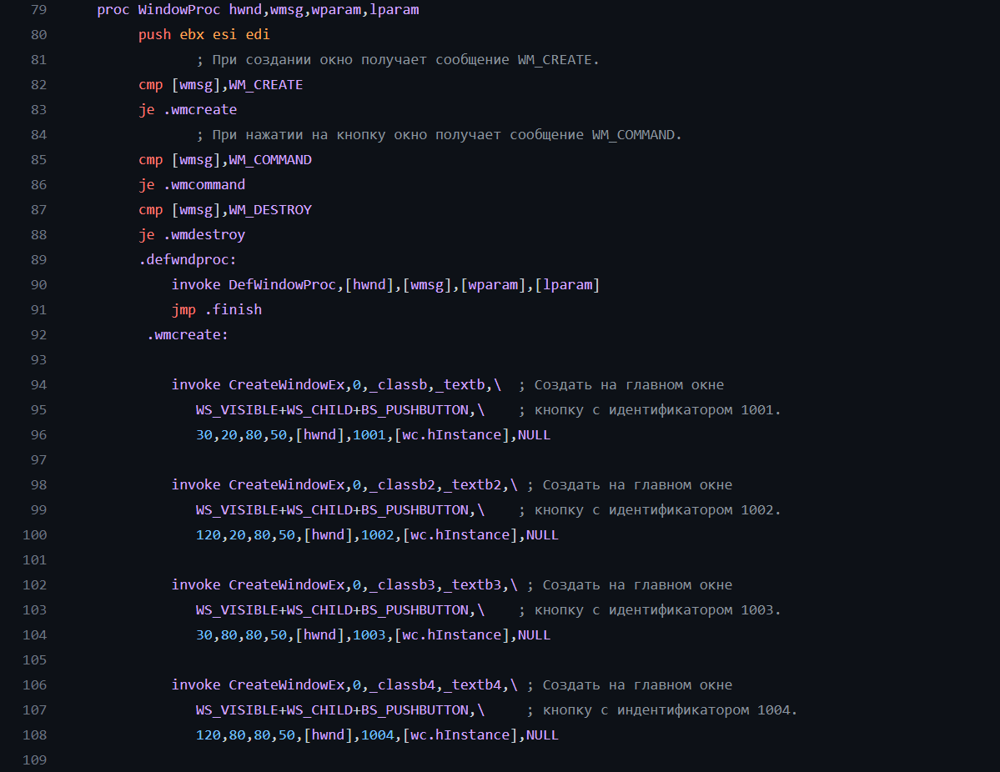 79 proc WindowProc hwnd,wmsg,wparam,lparam
80 push ebx esi edi
81 ; При создании окно получает сообщение WM_CREATE.
82 cmp [wmsg],WM_CREATE
83 je .wmcreate
84 ; При нажатии на кнопку окно получает сообщение WM_COMMAND.
85 cmp [wmsg],WM_COMMAND
86 je .wmcommand
87 cmp [wmsg],WM_DESTROY
88 je .wmdestroy
89 .defwndproc:
90 invoke DefWindowProc,[hwnd],[wmsg],[wparam],[lparam]
91 jmp .finish
92 .wmcreate:
93
94 invoke CreateWindowEx,0,_classb,_textb,\ ; Создать на главном окне
95 WS_VISIBLE+WS_CHILD+BS_PUSHBUTTON,\ ; кнопку с идентификатором 1001.
96 30,20,80,50,[hwnd],1001,[wc.hInstance],NULL
97
98 invoke CreateWindowEx,0,_classb2,_textb2,\ ; Создать на главном окне
99 WS_VISIBLE+WS_CHILD+BS_PUSHBUTTON,\ ; кнопку с идентификатором 1002.
100 120,20,80,50,[hwnd],1002,[wc.hInstance],NULL
101
102 invoke CreateWindowEx,0,_classb3,_textb3,\ ; Создать на главном окне
103 WS_VISIBLE+WS_CHILD+BS_PUSHBUTTON,\ ; кнопку с идентификатором 1003.
104 30,80,80,50,[hwnd],1003,[wc.hInstance],NULL
105
106 invoke CreateWindowEx,0,_classb4,_textb4,\ ; Создать на главном окне
107 WS_VISIBLE+WS_CHILD+BS_PUSHBUTTON,\ ; кнопку с индентификатором 1004.
108 120,80,80,50,[hwnd],1004,[wc.hInstance],NULL
109